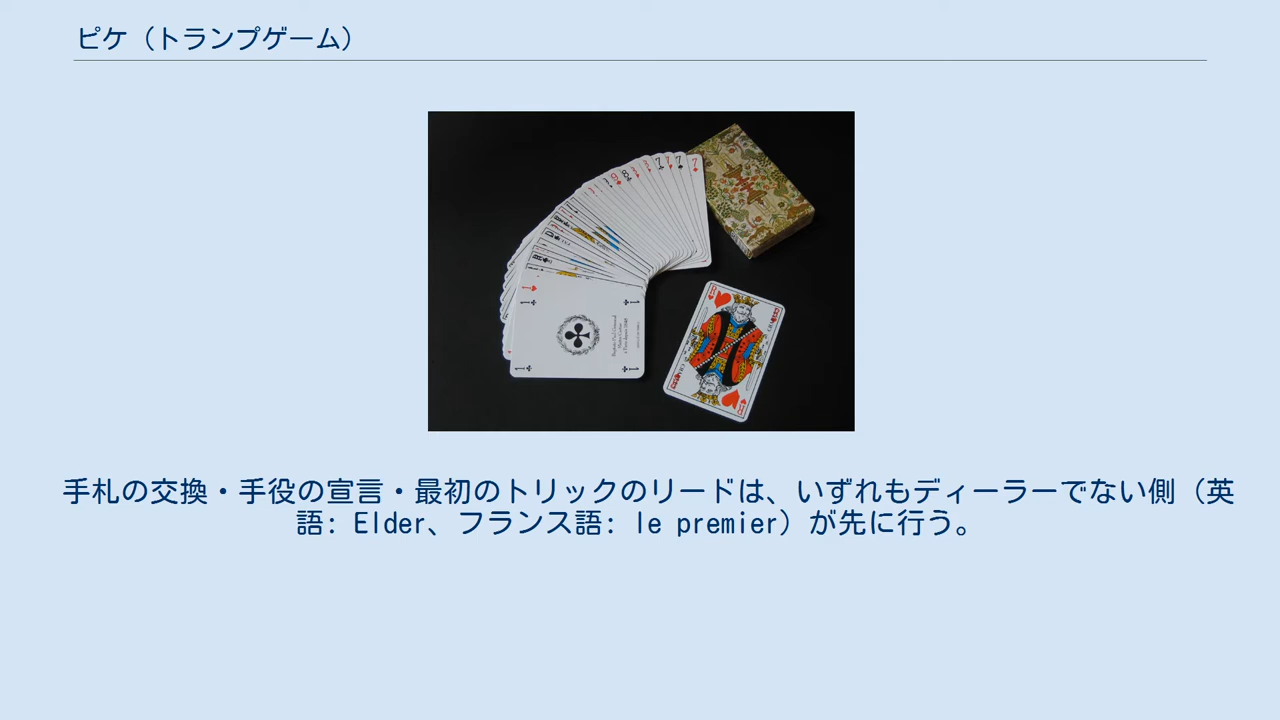 ピケ（トランプゲーム）
手札の交換・手役の宣言・最初のトリックのリードは、いずれもディーラーでない側（英
語: Elder、フランス語: le premier）が先に行う。